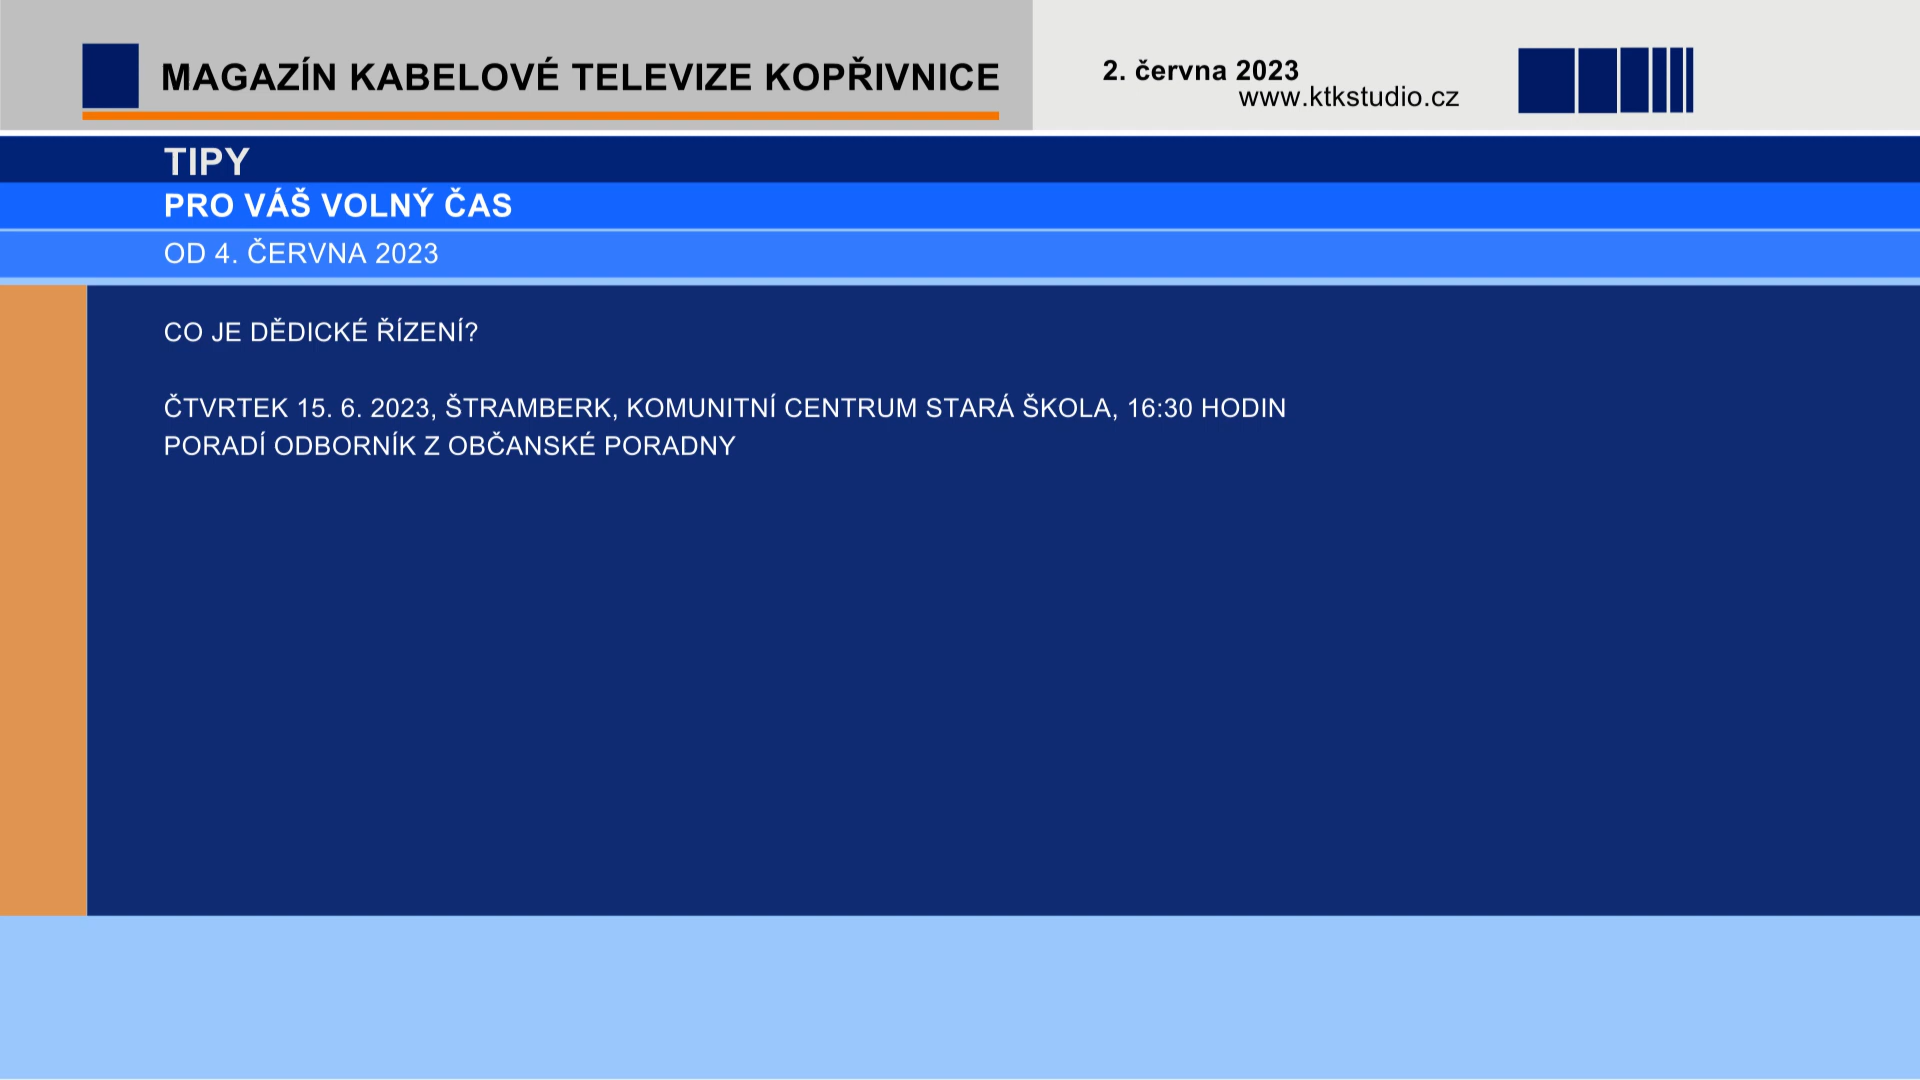 MAGAZÍN KABELOVÉ TELEVIZE KOPŘIVNICE
2. června 2023
www.ktkstudio.cz
TIPY
PRO VÁŠ VOLNÝ ČAS
OD 4. ČERVNA 2023
CO JE DĚDICKÉ ŘÍZENÍ?
ČTVRTEK 15. 6. 2023, ŠTRAMBERK, KOMUNITNÍ CENTRUM STARÁ ŠKOLA, 16:30 HODIN
PORADÍ ODBORNÍK Z OBČANSKÉ PORADNY